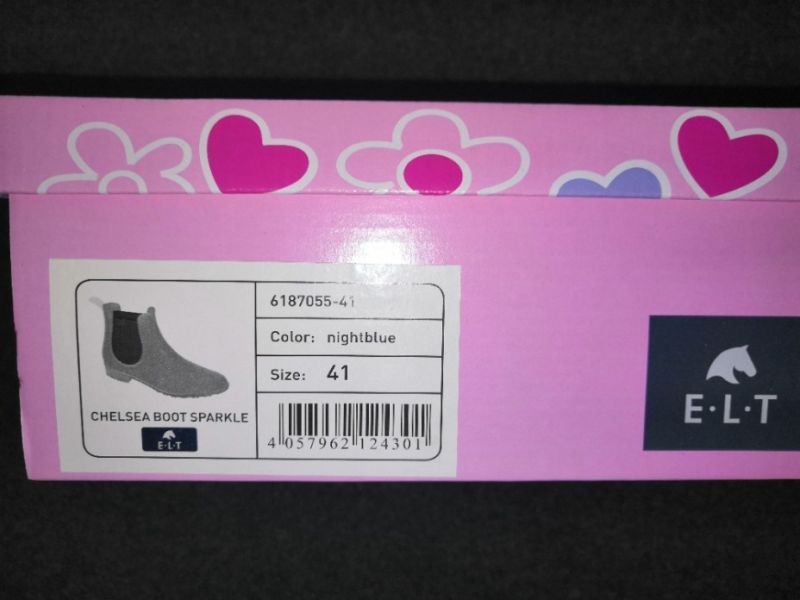 6187055-41
Color: nightblue
Size: 41
CHELSEA BOOT SPARKLE
E·L·T
4 057962 124301
E·L·T